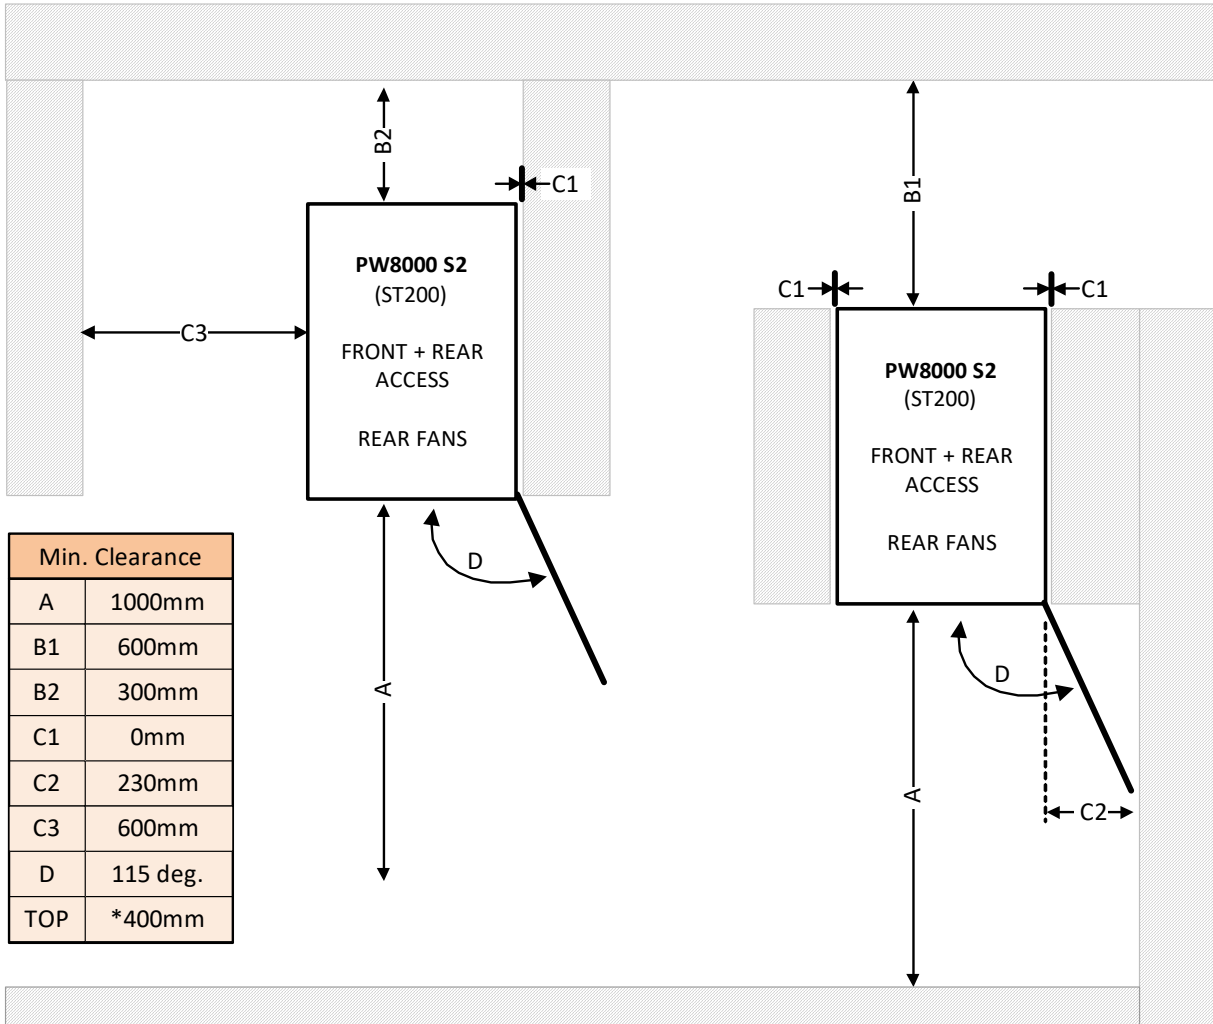 B2
C1
PW8000 S2
(ST200)
FRONT + REAR
ACCESS
REAR FANS
C3
D
A
B1
C1
C1
PW8000 S2
(ST200)
FRONT + REAR
ACCESS
REAR FANS
D
A
C2
Min. Clearance
A 1000mm
B1 600mm
B2 300mm
C1 0mm
C2 230mm
C3 600mm
D 115 deg.
TOP *400mm